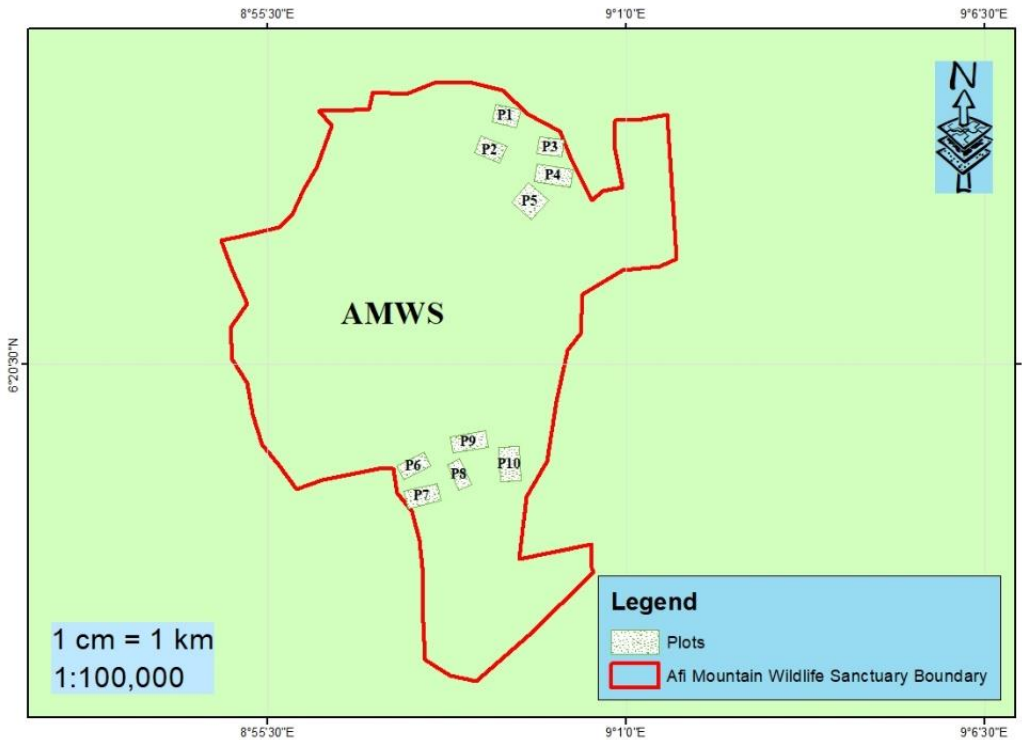 8°55'30"E
9°1'0"E
9°6'30"E
N
P1
P2
P3
P4
P5
AMWS
6°20'30"N
P9
P6
P8
P10
P7
1 cm = 1 km
1:100,000
Legend
Plots
Afi Mountain Wildlife Sanctuary Boundary
8°55'30"E
9°1'0"E
9°6'30"E